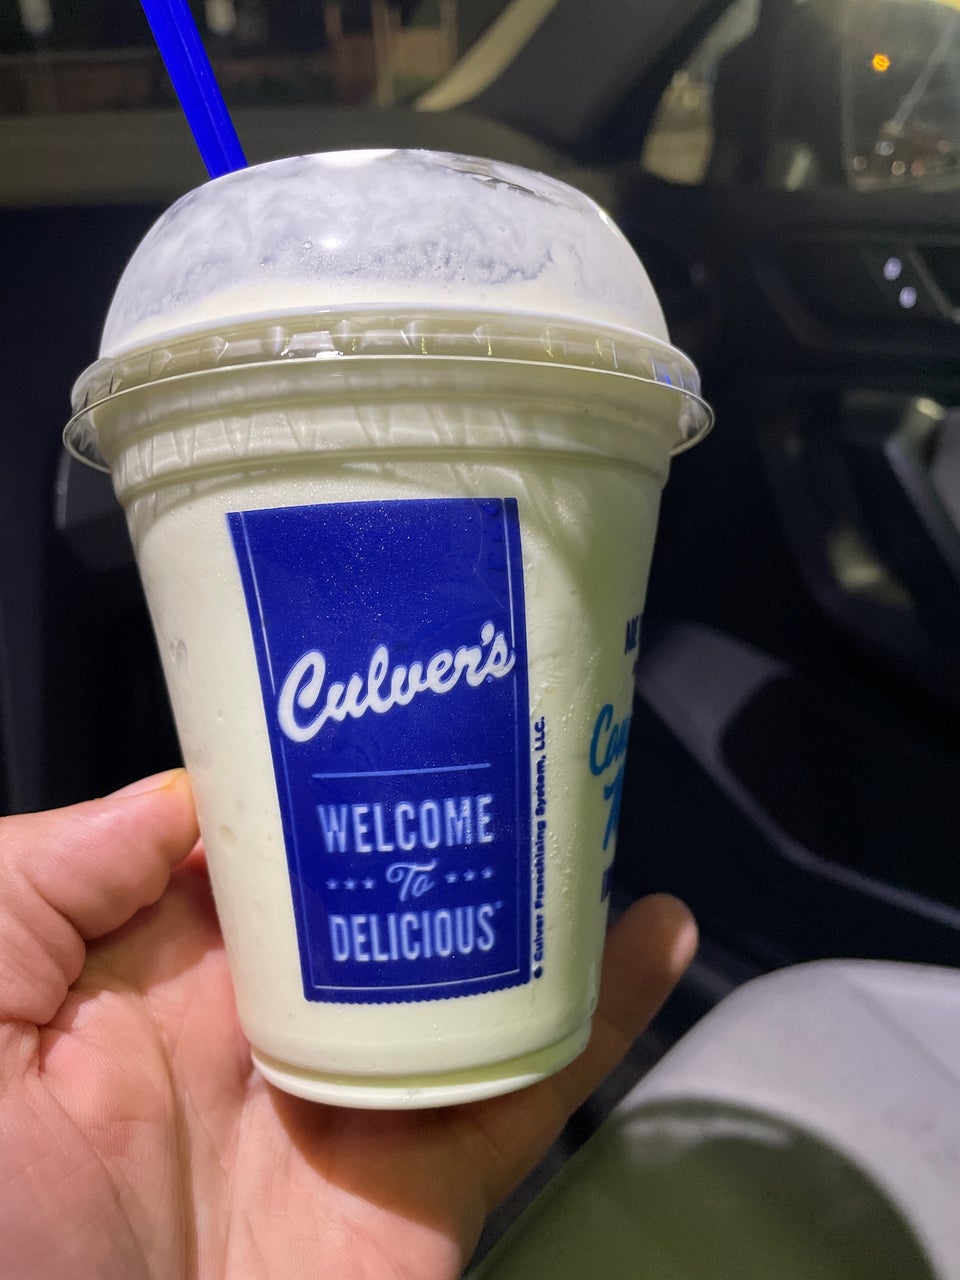 Culver's
WELCOME
To
DELICIOUS
Culver Franchising System, LLC.